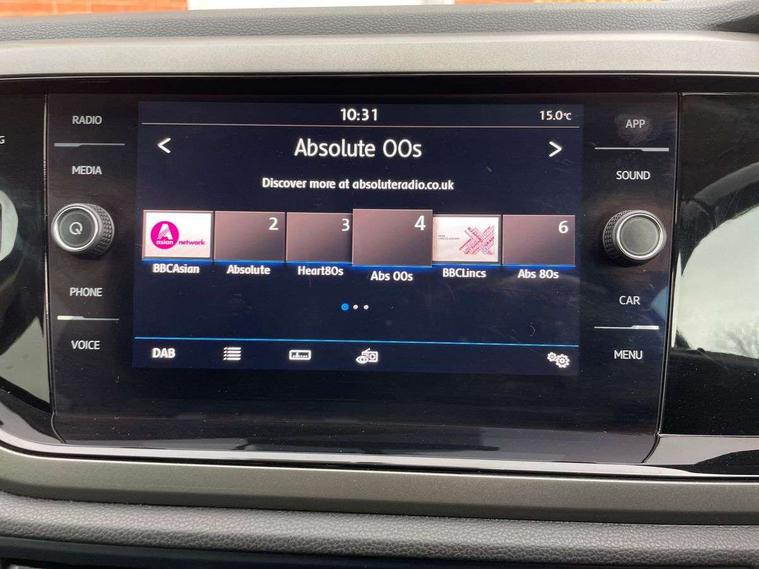 10:31
15.0°C
RADIO
APP
<
Absolute 00s
>
MEDIA
SOUND
Discover more at absoluteradio.co.uk
asian network
2
3
4
6
BBCAsian
Absolute
Heart80s
Abs 00s
BBCLincs
Abs 80s
PHONE
CAR
VOICE
DAB
MENU
G